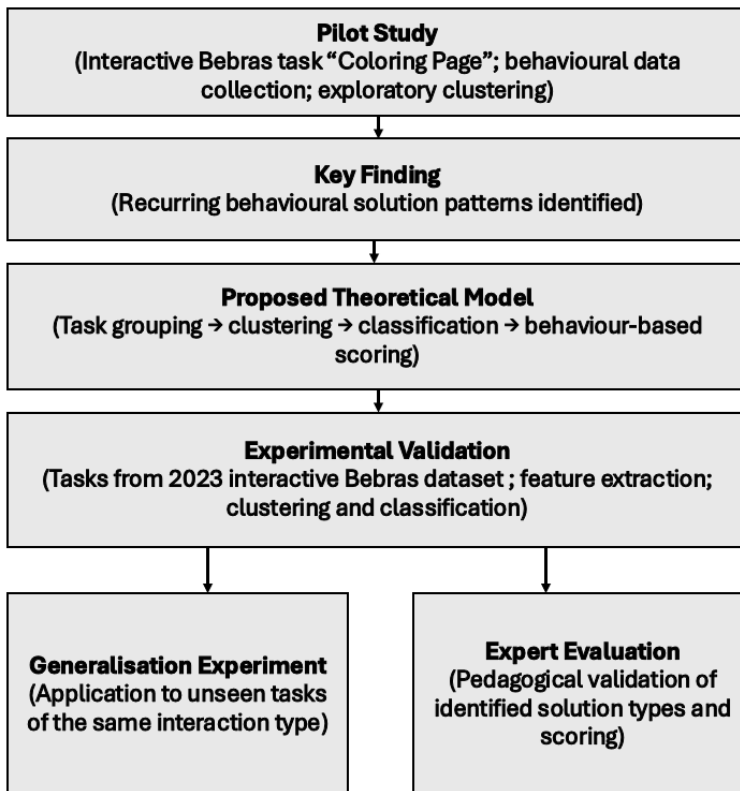 Pilot Study
(Interactive Bebras task “Coloring Page”; behavioural data
collection; exploratory clustering)
Key Finding
(Recurring behavioural solution patterns identified)
Proposed Theoretical Model
(Task grouping → clustering → classification → behaviour-based
scoring)
Experimental Validation
(Tasks from 2023 interactive Bebras dataset ; feature extraction;
clustering and classification)
Generalisation Experiment
(Application to unseen tasks
of the same interaction type)
Expert Evaluation
(Pedagogical validation of
identified solution types and
scoring)